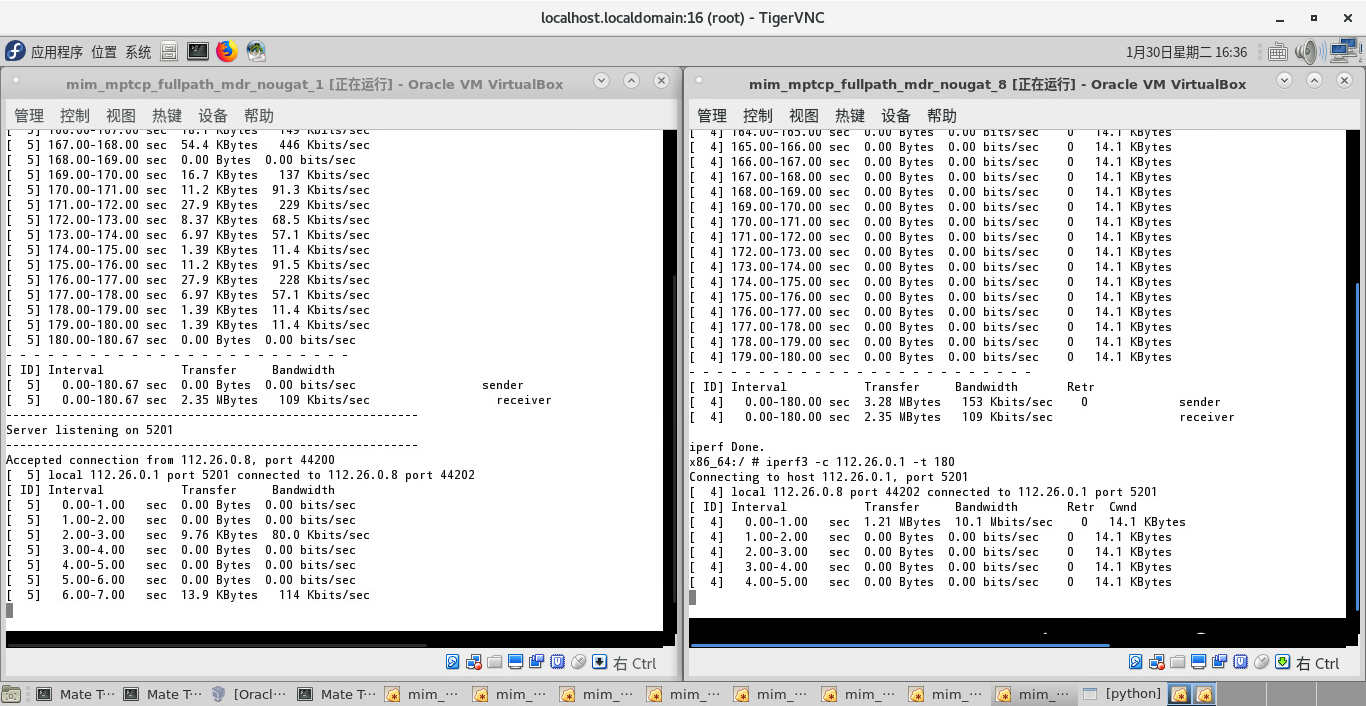 localhost.localdomain:16 (root) - TigerVNC
应用程序 位置 系统
1月30日星期二 16:36
mim_mptcp_fullpath_mdr_nougat_1 [正在运行] - Oracle VM VirtualBox
管理 控制 视图 热键 设备 帮助
[ 5] 166.00-167.00 sec 18.1 KBytes 149 Kbits/sec
[ 5] 167.00-168.00 sec 54.4 KBytes 446 Kbits/sec
[ 5] 168.00-169.00 sec 0.00 Bytes 0.00 bits/sec
[ 5] 169.00-170.00 sec 16.7 KBytes 137 Kbits/sec
[ 5] 170.00-171.00 sec 11.2 KBytes 91.3 Kbits/sec
[ 5] 171.00-172.00 sec 27.9 KBytes 229 Kbits/sec
[ 5] 172.00-173.00 sec 8.37 KBytes 68.5 Kbits/sec
[ 5] 173.00-174.00 sec 6.97 KBytes 57.1 Kbits/sec
[ 5] 174.00-175.00 sec 1.39 KBytes 11.4 Kbits/sec
[ 5] 175.00-176.00 sec 11.2 KBytes 91.5 Kbits/sec
[ 5] 176.00-177.00 sec 27.9 KBytes 228 Kbits/sec
[ 5] 177.00-178.00 sec 6.97 KBytes 57.1 Kbits/sec
[ 5] 178.00-179.00 sec 1.39 KBytes 11.4 Kbits/sec
[ 5] 179.00-180.00 sec 1.39 KBytes 11.4 Kbits/sec
[ 5] 180.00-180.67 sec 0.00 Bytes 0.00 bits/sec
- - - - - - - - - - - - - - - - - - - - - - - - -
[ ID] Interval Transfer Bandwidth
[ 5] 0.00-180.67 sec 0.00 Bytes 0.00 bits/sec sender
[ 5] 0.00-180.67 sec 2.35 MBytes 109 Kbits/sec receiver
-----------------------------------------------------------
Server listening on 5201
-----------------------------------------------------------
Accepted connection from 112.26.0.8, port 44200
[ 5] local 112.26.0.1 port 5201 connected to 112.26.0.8 port 44202
[ ID] Interval Transfer Bandwidth
[ 5] 0.00-1.00 sec 0.00 Bytes 0.00 bits/sec
[ 5] 1.00-2.00 sec 0.00 Bytes 0.00 bits/sec
[ 5] 2.00-3.00 sec 9.76 KBytes 80.0 Kbits/sec
[ 5] 3.00-4.00 sec 0.00 Bytes 0.00 bits/sec
[ 5] 4.00-5.00 sec 0.00 Bytes 0.00 bits/sec
[ 5] 5.00-6.00 sec 0.00 Bytes 0.00 bits/sec
[ 5] 6.00-7.00 sec 13.9 KBytes 114 Kbits/sec
右 Ctrl
mim_mptcp_fullpath_mdr_nougat_8 [正在运行] - Oracle VM VirtualBox
管理 控制 视图 热键 设备 帮助
[ 4] 164.00-165.00 sec 0.00 Bytes 0.00 bits/sec 0 14.1 KBytes
[ 4] 165.00-166.00 sec 0.00 Bytes 0.00 bits/sec 0 14.1 KBytes
[ 4] 166.00-167.00 sec 0.00 Bytes 0.00 bits/sec 0 14.1 KBytes
[ 4] 167.00-168.00 sec 0.00 Bytes 0.00 bits/sec 0 14.1 KBytes
[ 4] 168.00-169.00 sec 0.00 Bytes 0.00 bits/sec 0 14.1 KBytes
[ 4] 169.00-170.00 sec 0.00 Bytes 0.00 bits/sec 0 14.1 KBytes
[ 4] 170.00-171.00 sec 0.00 Bytes 0.00 bits/sec 0 14.1 KBytes
[ 4] 171.00-172.00 sec 0.00 Bytes 0.00 bits/sec 0 14.1 KBytes
[ 4] 172.00-173.00 sec 0.00 Bytes 0.00 bits/sec 0 14.1 KBytes
[ 4] 173.00-174.00 sec 0.00 Bytes 0.00 bits/sec 0 14.1 KBytes
[ 4] 174.00-175.00 sec 0.00 Bytes 0.00 bits/sec 0 14.1 KBytes
[ 4] 175.00-176.00 sec 0.00 Bytes 0.00 bits/sec 0 14.1 KBytes
[ 4] 176.00-177.00 sec 0.00 Bytes 0.00 bits/sec 0 14.1 KBytes
[ 4] 177.00-178.00 sec 0.00 Bytes 0.00 bits/sec 0 14.1 KBytes
[ 4] 178.00-179.00 sec 0.00 Bytes 0.00 bits/sec 0 14.1 KBytes
[ 4] 179.00-180.00 sec 0.00 Bytes 0.00 bits/sec 0 14.1 KBytes
- - - - - - - - - - - - - - - - - - - - - - - - -
[ ID] Interval Transfer Bandwidth Retr
[ 4] 0.00-180.00 sec 3.28 MBytes 153 Kbits/sec 0 sender
[ 4] 0.00-180.00 sec 2.35 MBytes 109 Kbits/sec receiver
iperf Done.
x86_64:/ # iperf3 -c 112.26.0.1 -t 180
Connecting to host 112.26.0.1, port 5201
[ 4] local 112.26.0.8 port 44202 connected to 112.26.0.1 port 5201
[ ID] Interval Transfer Bandwidth Retr Cwnd
[ 4] 0.00-1.00 sec 1.21 MBytes 10.1 Mbits/sec 0 14.1 KBytes
[ 4] 1.00-2.00 sec 0.00 Bytes 0.00 bits/sec 0 14.1 KBytes
[ 4] 2.00-3.00 sec 0.00 Bytes 0.00 bits/sec 0 14.1 KBytes
[ 4] 3.00-4.00 sec 0.00 Bytes 0.00 bits/sec 0 14.1 KBytes
[ 4] 4.00-5.00 sec 0.00 Bytes 0.00 bits/sec 0 14.1 KBytes
右 Ctrl
Mate T··· Mate T··· [Oracl··· Mate T··· mim_··· mim_··· mim_··· mim_··· mim_··· mim_··· mim_··· mim_··· [python]